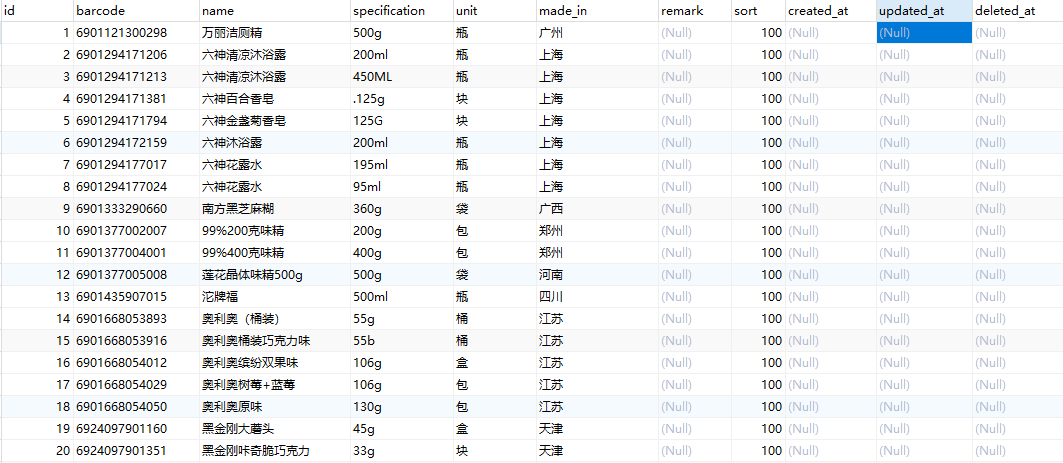 id barcode name specification unit made_in remark sort created_at updated_at deleted_at
1 6901121300298 万丽洁厕精 500g 瓶 广州 (Null) 100 (Null) (Null) (Null)
2 6901294171206 六神清凉沐浴露 200ml 瓶 上海 (Null) 100 (Null) (Null) (Null)
3 6901294171213 六神清凉沐浴露 450ML 瓶 上海 (Null) 100 (Null) (Null) (Null)
4 6901294171381 六神百合香皂 .125g 块 上海 (Null) 100 (Null) (Null) (Null)
5 6901294171794 六神金盏菊香皂 125G 块 上海 (Null) 100 (Null) (Null) (Null)
6 6901294172159 六神沐浴露 200ml 瓶 上海 (Null) 100 (Null) (Null) (Null)
7 6901294177017 六神花露水 195ml 瓶 上海 (Null) 100 (Null) (Null) (Null)
8 6901294177024 六神花露水 95ml 瓶 上海 (Null) 100 (Null) (Null) (Null)
9 6901333290660 南方黑芝麻糊 360g 袋 广西 (Null) 100 (Null) (Null) (Null)
10 6901377002007 99%200克味精 200g 包 郑州 (Null) 100 (Null) (Null) (Null)
11 6901377004001 99%400克味精 400g 包 郑州 (Null) 100 (Null) (Null) (Null)
12 6901377005008 莲花晶体味精500g 500g 袋 河南 (Null) 100 (Null) (Null) (Null)
13 6901435907015 沱牌福 500ml 瓶 四川 (Null) 100 (Null) (Null) (Null)
14 6901668053893 奥利奥（桶装） 55g 桶 江苏 (Null) 100 (Null) (Null) (Null)
15 6901668053916 奥利奥桶装巧克力味 55b 桶 江苏 (Null) 100 (Null) (Null) (Null)
16 6901668054012 奥利奥缤纷双果味 106g 盒 江苏 (Null) 100 (Null) (Null) (Null)
17 6901668054029 奥利奥树莓+蓝莓 106g 包 江苏 (Null) 100 (Null) (Null) (Null)
18 6901668054050 奥利奥原味 130g 包 江苏 (Null) 100 (Null) (Null) (Null)
19 6924097901160 黑金刚大蘑头 45g 盒 天津 (Null) 100 (Null) (Null) (Null)
20 6924097901351 黑金刚咔奇脆巧克力 33g 块 天津 (Null) 100 (Null) (Null) (Null)